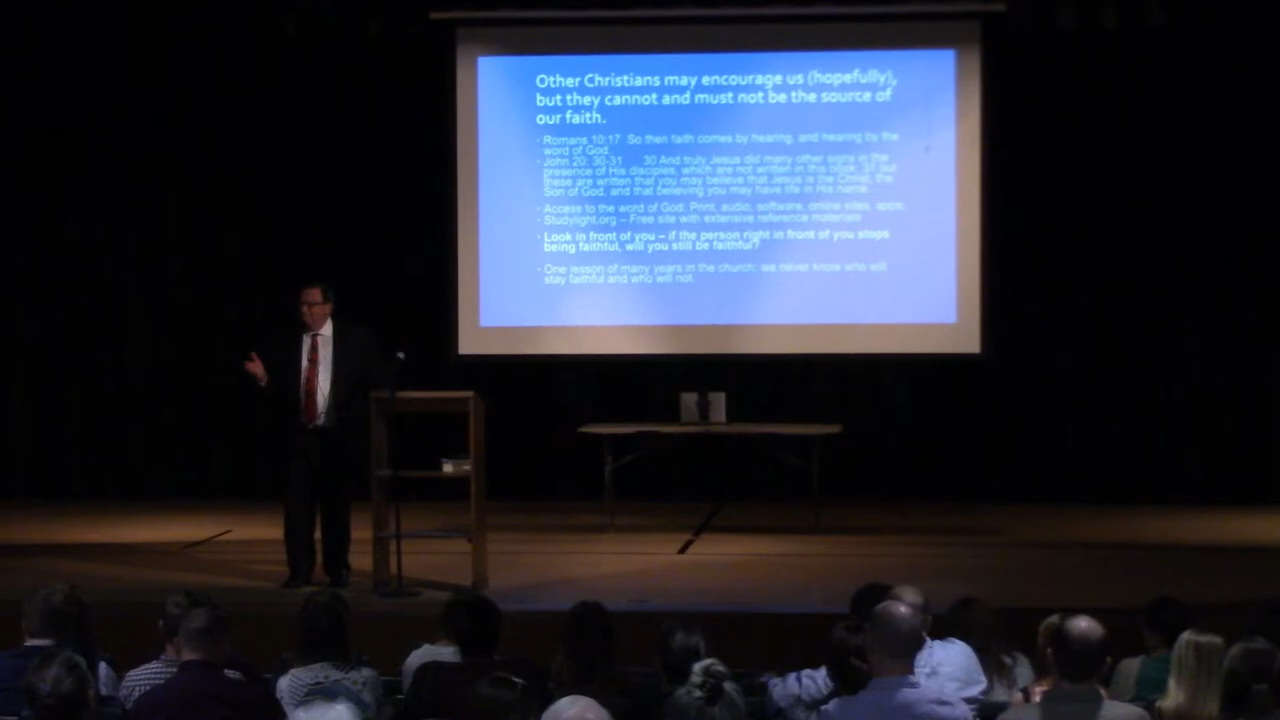 Other Christians may encourage us (hopefully),
but they cannot and must not be the source of
our faith.
· Romans 10:17 So then faith comes by hearing, and hearing by the
word of God.
· John 20: 30-31 30 And truly Jesus did many other signs in the
presence of His disciples, which are not written in this book; 31 but
these are written that you may believe that Jesus is the Christ, the
Son of God, and that believing you may have life in His name.
· Access to the word of God: Print, audio, software, online sites, apps.
· Studylight.org – Free site with extensive reference materials
· Look in front of you – if the person right in front of you stops
being faithful, will you still be faithful?
· One lesson of many years in the church: we never know who will
stay faithful and who will not.